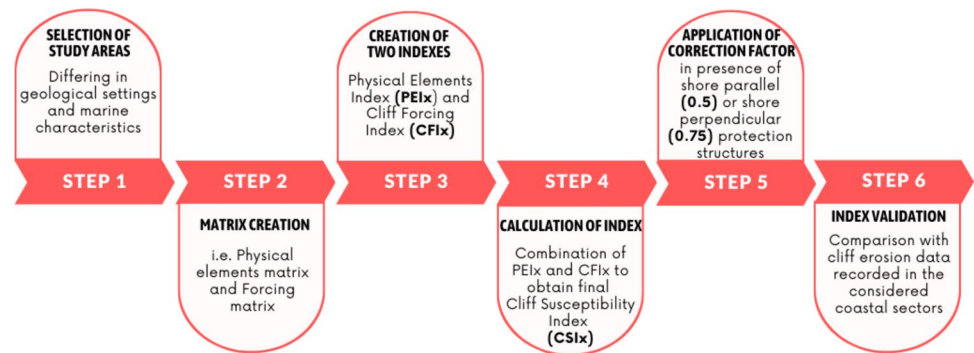 SELECTION OF
STUDY AREAS
Differing in
geological settings
and marine
characteristics
STEP 1
STEP 2
MATRIX CREATION
i.e. Physical
elements matrix
and Forcing
matrix
CREATION OF
TWO INDEXES
Physical Elements
Index (PEIx) and
Cliff Forcing
Index (CFIx)
STEP 3
STEP 4
CALCULATION OF INDEX
Combination of
PEIx and CFIx to
obtain final
Cliff Susceptibility
Index
(CSIx)
APPLICATION OF
CORRECTION FACTOR
in presence of
shore parallel
(0.5) or shore
perpendicular
(0.75) protection
structures
STEP 5
STEP 6
INDEX VALIDATION
Comparison with
cliff erosion data
recorded in the
considered
coastal sectors